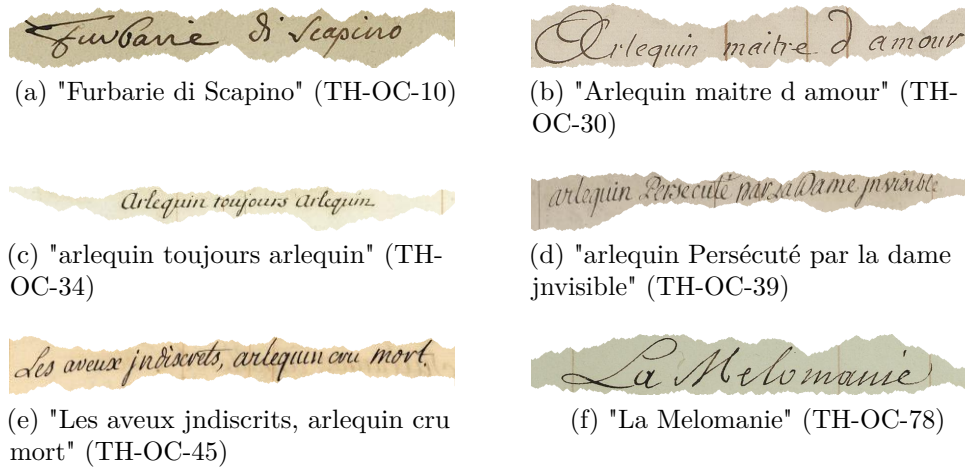 Furbarie di Scapino
(a) "Furbarie di Scapino" (TH-OC-10)
Arlequin maitre d amour
(b) "Arlequin maitre d amour" (TH-
OC-30)
Arlequin toujours Arlequin
(c) "arlequin toujours arlequin" (TH-
OC-34)
arlequin Persecuté par La Dame jnvisible
(d) "arlequin Persécuté par la dame
jnvisible" (TH-OC-39)
Les aveux jndiscrets, arlequin cru mort.
(e) "Les aveux jndiscrits, arlequin cru
mort" (TH-OC-45)
La Melomanie
(f) "La Melomanie" (TH-OC-78)